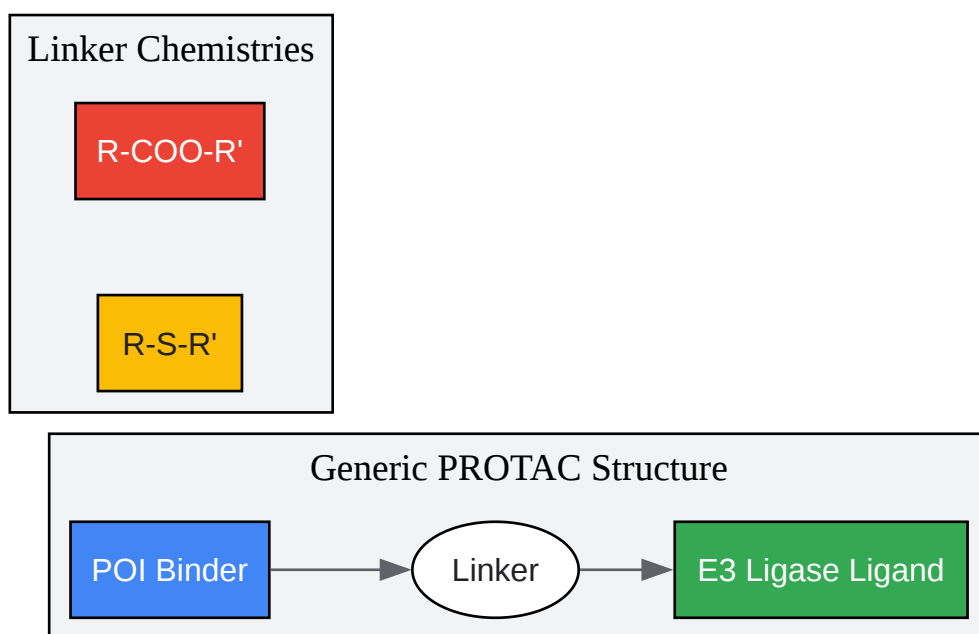 Linker Chemistries
R-COO-R'
R-S-R'
Generic PROTAC Structure
POI Binder
Linker
E3 Ligase Ligand